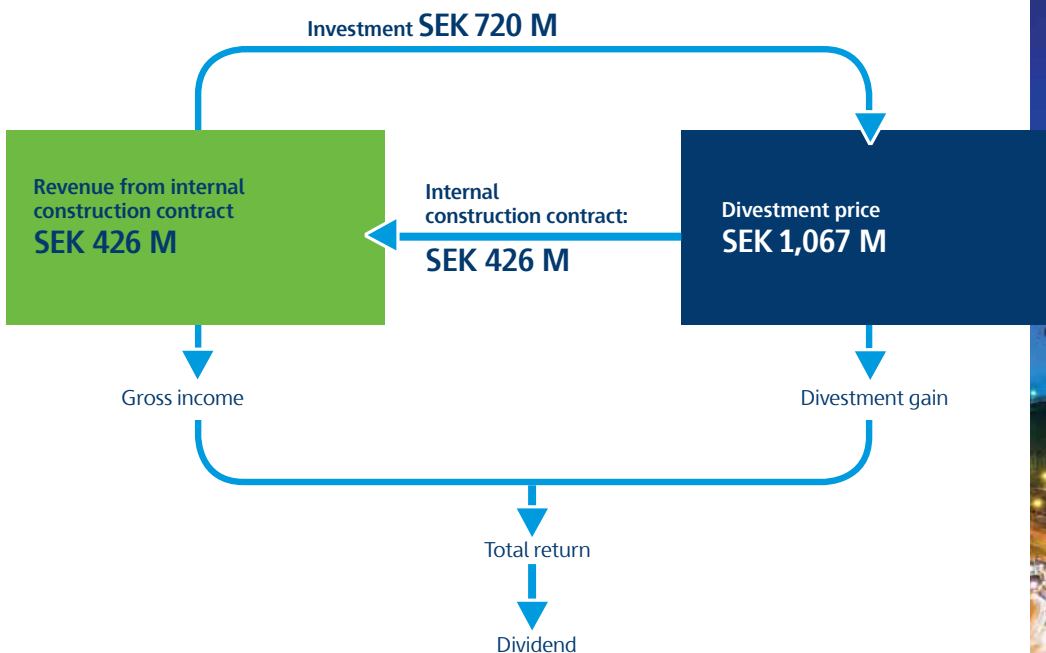 Investment SEK 720 M
Revenue from internal
construction contract
SEK 426 M
Internal
construction contract:
SEK 426 M
Divestment price
SEK 1,067 M
Gross income
Divestment gain
Total return
Dividend